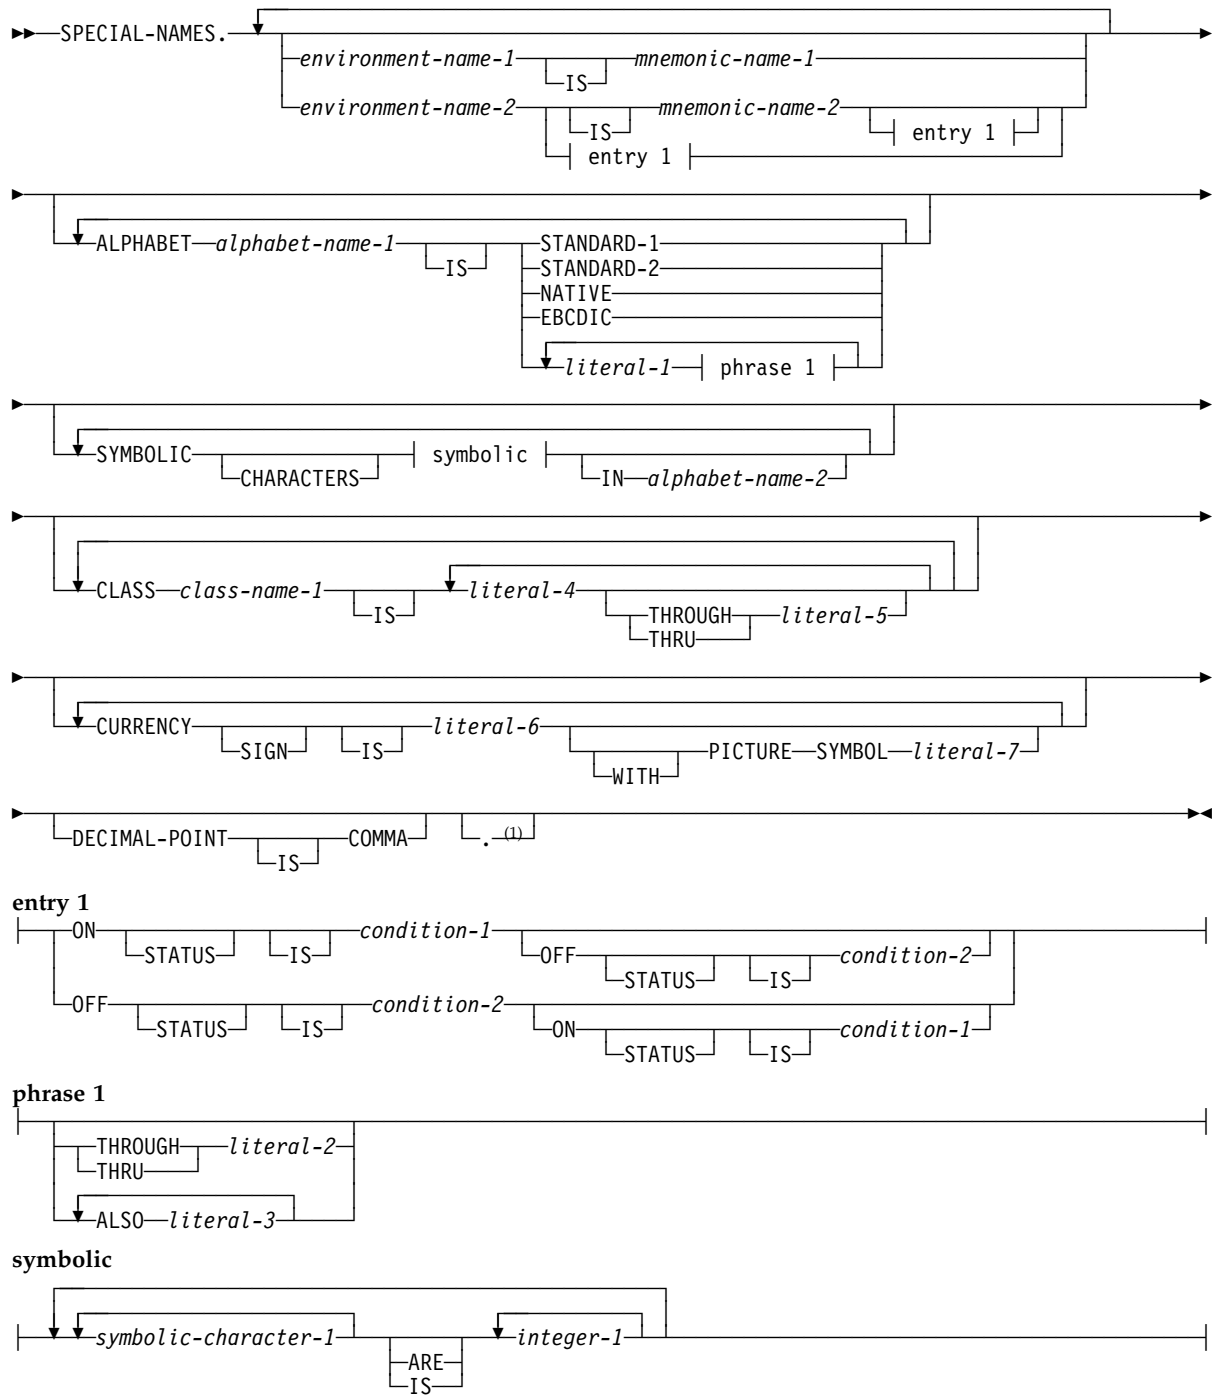 SPECIAL-NAMES.
environment-name-1 IS mnemonic-name-1
environment-name-2 IS mnemonic-name-2 entry 1
entry 1
ALPHABET alphabet-name-1 IS STANDARD-1
STANDARD-2
NATIVE
EBCDIC
literal-1 phrase 1
SYMBOLIC CHARACTERS symbolic IN alphabet-name-2
CLASS class-name-1 IS literal-4 THROUGH literal-5
THRU
CURRENCY SIGN IS literal-6 WITH PICTURE SYMBOL literal-7
DECIMAL-POINT IS COMMA . (1)
entry 1
ON STATUS IS condition-1 OFF STATUS IS condition-2
OFF STATUS IS condition-2 ON STATUS IS condition-1
phrase 1
THROUGH literal-2
THRU
ALSO literal-3
symbolic
symbolic-character-1 ARE integer-1
IS